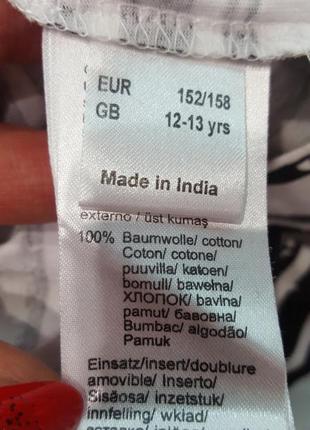 EUR 152/158
GB 12-13 yrs
Made in India
externo / üst kumaş
100% Baumwolle/ cotton/
Coton/ cotone/
puuvilla/ katoen/
bomull/ bawełna/
ХЛОПОК/ bavlna/
pamut/ бавовна/
Bumbac/ algodão/
Pamuk
Einsatz/insert/doublure
amovible/ Inserto/
Sisäosa/ inzetstuk/
innfelling/ wkład/